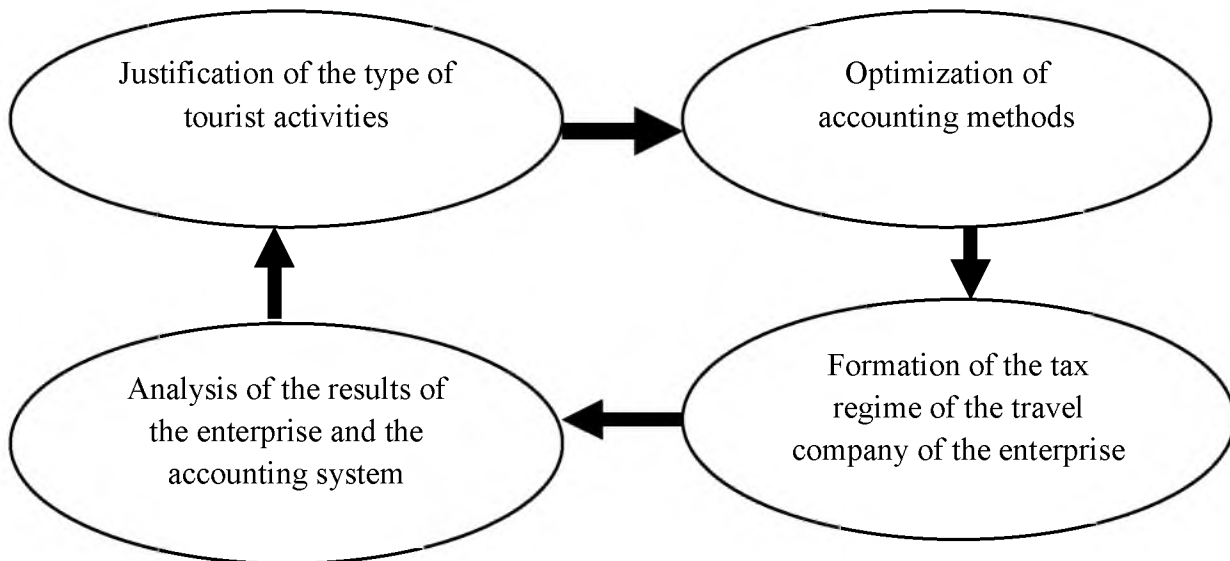 Justification of the type of
tourist activities
Optimization of
accounting methods
Formation of the tax
regime of the travel
company of the enterprise
Analysis of the results of
the enterprise and the
accounting system